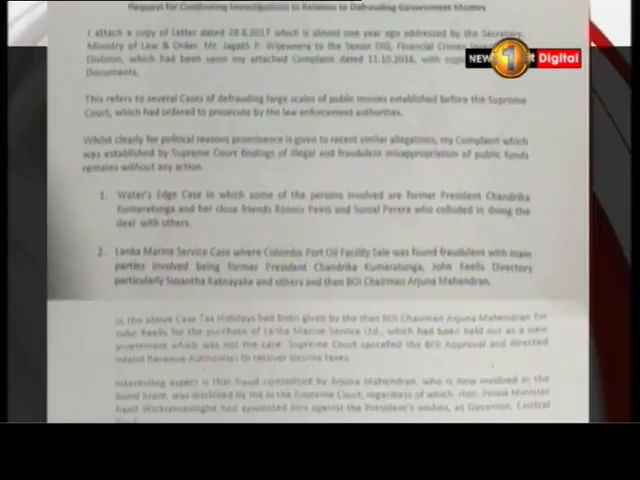 Request for Conducting Investigations in Relation to Defrauding Government Monies
I attach a copy of Letter dated 28.6.2017 which is almost one year ago addressed by the Secretary,
Ministry of Law & Order, Mr. Jagath P. Wijeweera to the Senior DIG, Financial Crimes
Division, which had been upon my attached Complaint dated 11.10.2016, with
Documents.
NEWS 1st Digital
This refers to several Cases of defrauding large scales of public monies established before the Supreme
Court, which had ordered to prosecute by the law enforcement authorities.
Whilst clearly for political reasons prominence is given to recent similar allegations, my Complaint which
was established by Supreme Court findings of illegal and fraudulent misappropriation of public funds
remains without any action.
1. Water's Edge Case in which some of the persons involved are former President Chandrika
Kumaratunga and her close friends Ronnie Peiris and Sumal Perera who colluded in doing the
deal with others.
2. Lanka Marine Service Case where Colombo Port Oil Facility Sale was found fraudulent with main
parties involved being former President Chandrika Kumaratunga, John Keells Directors
particularly Susantha Ratnayake and others and then BOI Chairman Arjuna Mahendran.
In the above Case Tax Holidays had been given by the then BOI Chairman Arjuna Mahendran for
John Keells for the purchase of Lanka Marine Service Ltd., which had been held out as a new
investment which was not the case. Supreme Court cancelled the BOI Approval and directed
Inland Revenue Authorities to recover income taxes.
Interesting aspect is that fraud committed by Arjuna Mahendran, who is now involved in the
Bond Scam, was disclosed by me in the Supreme Court, regardless of which, Hon. Prime Minister
Ranil Wickramasinghe had appointed him against the President's wishes, as Governor, Central